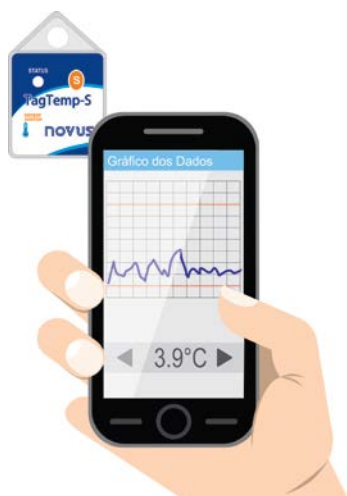 STATUS
S
TagTemp-S
novus
Gráfico dos Dados
3.9°C